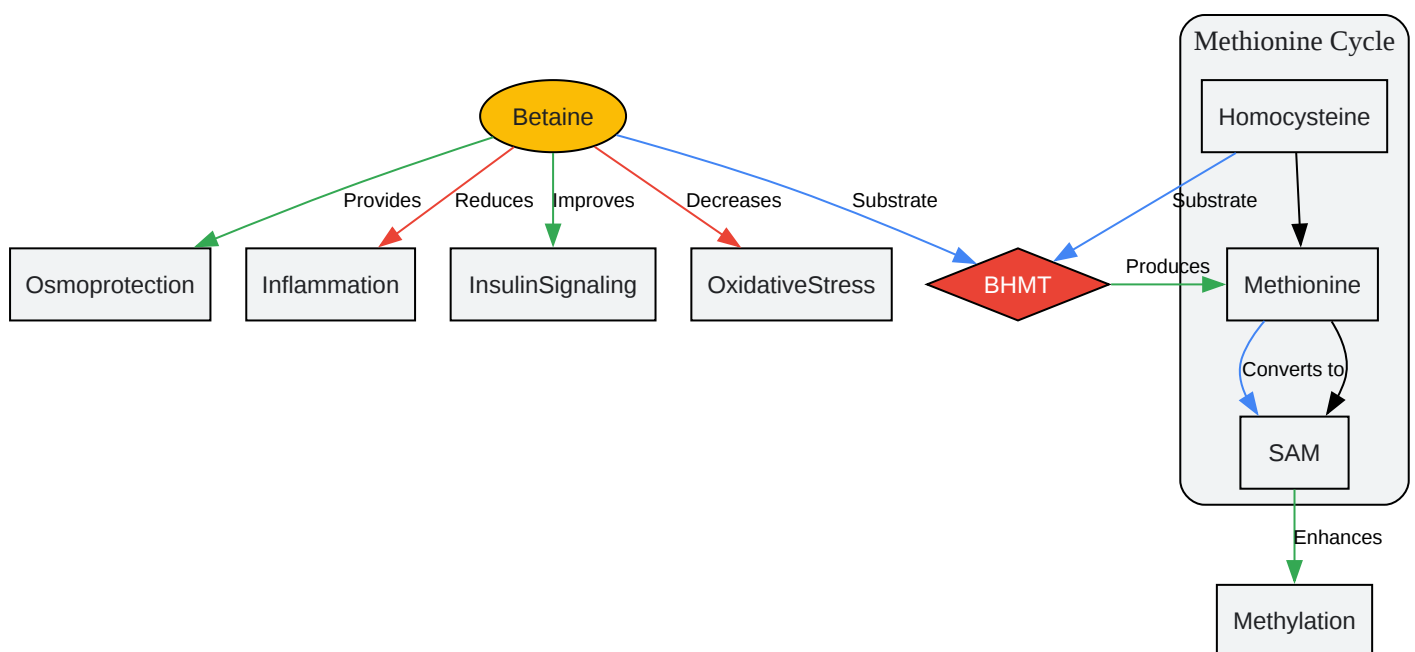 Methionine Cycle
Betaine
Homocysteine
Provides
Reduces
Improves
Decreases
Substrate
Substrate
Osmoprotection
Inflammation
InsulinSignaling
OxidativeStress
BHMT
Produces
Methionine
Converts to
SAM
Enhances
Methylation